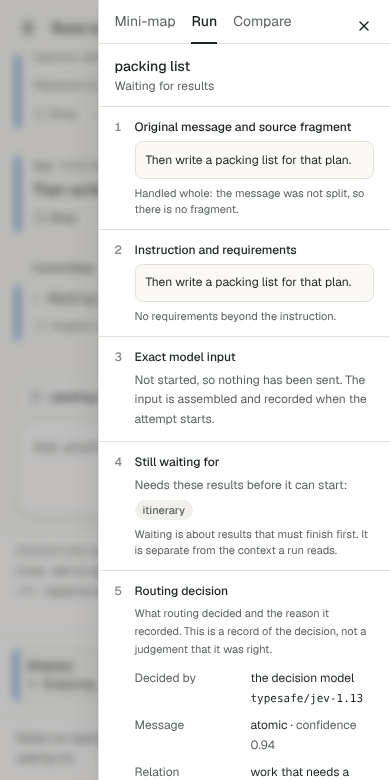 Mini-map Run Compare
packing list
Waiting for results
1 Original message and source fragment
Then write a packing list for that plan.
Handled whole: the message was not split, so
there is no fragment.
2 Instruction and requirements
Then write a packing list for that plan.
No requirements beyond the instruction.
3 Exact model input
Not started, so nothing has been sent. The
input is assembled and recorded when the
attempt starts.
4 Still waiting for
Needs these results before it can start:
itinerary
Waiting is about results that must finish first. It
is separate from the context a run reads.
5 Routing decision
What routing decided and the reason it
recorded. This is a record of the decision, not a
judgement that it was right.
Decided by the decision model
typesafe/jev-1.13
Message atomic · confidence
0.94
Relation work that needs a